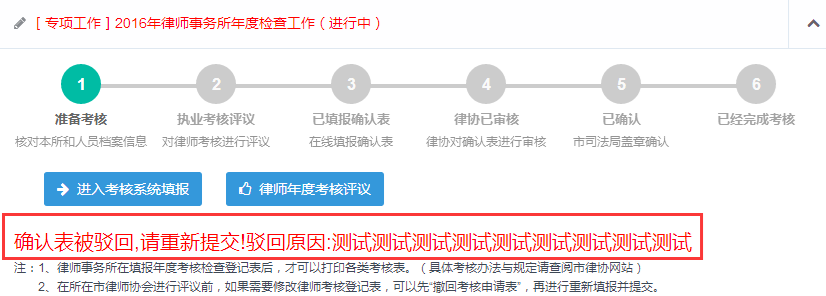 [ 专项工作 ] 2016年律师事务所年度检查工作（进行中）
1 2 3 4 5 6
准备考核 执业考核评议 已填报确认表 律协已审核 已确认 已经完成考核
核对本所和人员档案信息 对律师考核进行评议 在线填报确认表 律协对确认表进行审核 市司法局盖章确认
进入考核系统填报 律师年度考核评议
确认表被驳回,请重新提交!驳回原因:测试测试测试测试测试测试测试测试测试
注：1、律师事务所在填报年度考核检查登记表后，才可以打印各类考核表。（具体考核办法与规定请查阅市律协网站）
2、在所在市律师协会进行评议前，如果需要修改律师考核登记表，可以先“撤回考核申请表”，再进行重新填报并提交。